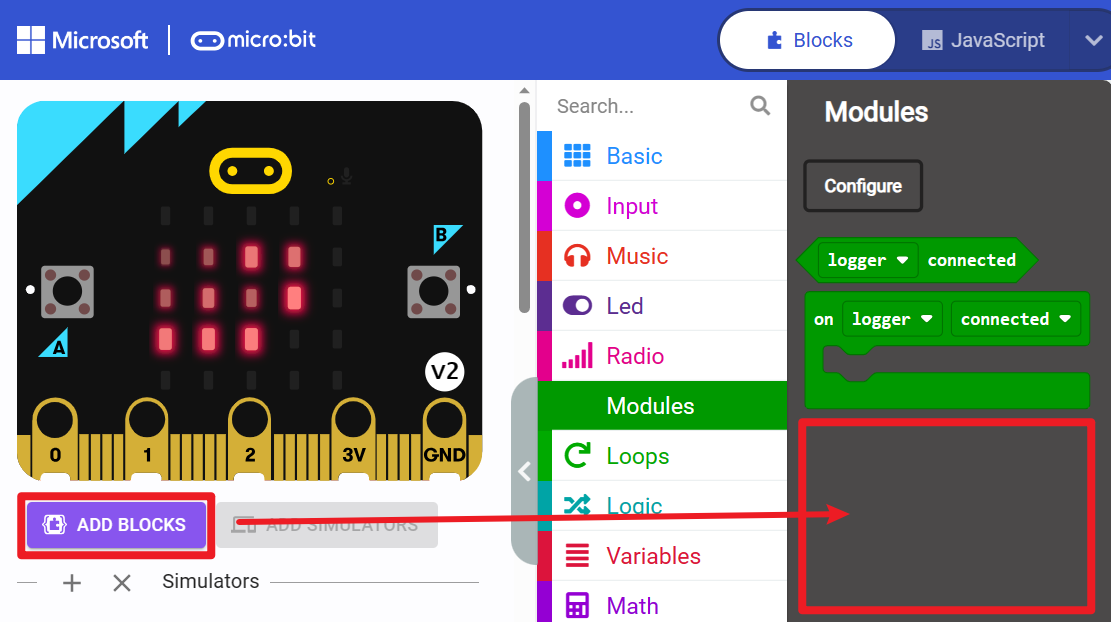 Microsoft
micro:bit
Blocks
JS JavaScript
B
A
V2
0 1 2 3V GND
ADD BLOCKS
ADD SIMULATORS
Simulators
Search...
Basic
Input
Music
Led
Radio
Modules
Loops
Logic
Variables
Math
Modules
Configure
logger connected
on logger connected